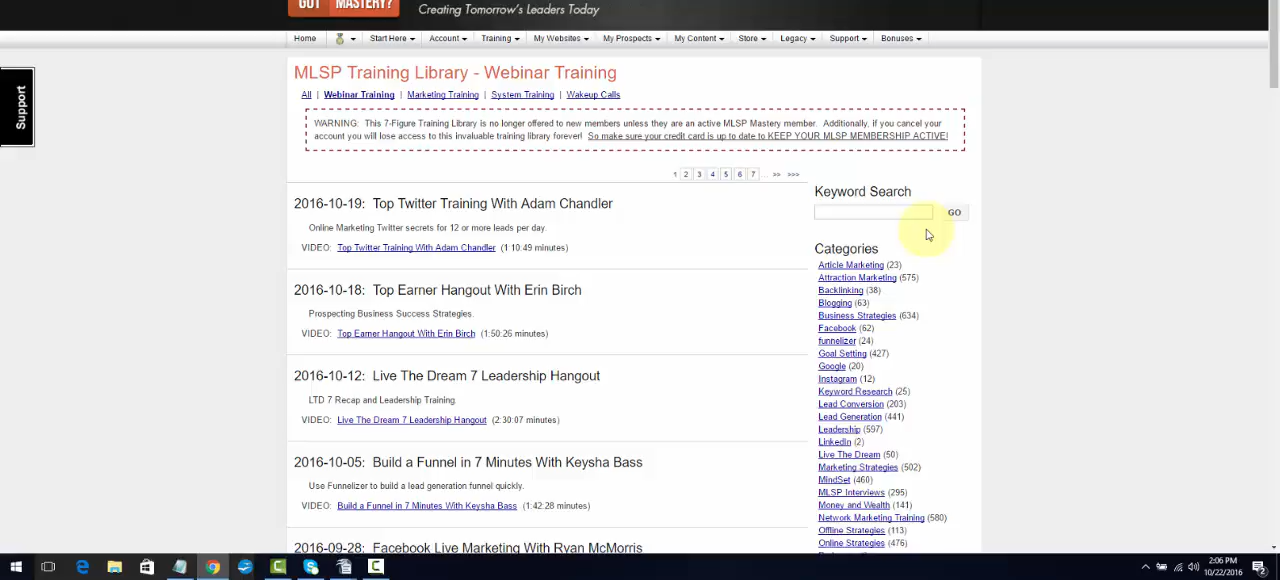 GOT MASTERY?
Creating Tomorrow's Leaders Today
Home Start Here Account Training My Websites My Prospects My Content Store Legacy Support Bonuses
Support
MLSP Training Library - Webinar Training
All | Webinar Training | Marketing Training | System Training | Wakeup Calls
WARNING: This 7-Figure Training Library is no longer offered to new members unless they are an active MLSP Mastery member. Additionally, if you cancel your
account you will lose access to this invaluable training library forever! So make sure your credit card is up to date to KEEP YOUR MLSP MEMBERSHIP ACTIVE!
1 2 3 4 5 6 7 ... >> >>>
2016-10-19: Top Twitter Training With Adam Chandler
Online Marketing Twitter secrets for 12 or more leads per day.
VIDEO: Top Twitter Training With Adam Chandler (1:10:49 minutes)
2016-10-18: Top Earner Hangout With Erin Birch
Prospecting Business Success Strategies.
VIDEO: Top Earner Hangout With Erin Birch (1:50:26 minutes)
2016-10-12: Live The Dream 7 Leadership Hangout
LTD 7 Recap and Leadership Training.
VIDEO: Live The Dream 7 Leadership Hangout (2:30:07 minutes)
2016-10-05: Build a Funnel in 7 Minutes With Keysha Bass
Use Funnelizer to build a lead generation funnel quickly.
VIDEO: Build a Funnel in 7 Minutes With Keysha Bass (1:42:28 minutes)
2016-09-28: Facebook Live Marketing With Ryan McMorris
Keyword Search
GO
Categories
Article Marketing (23)
Attraction Marketing (575)
Backlinking (38)
Blogging (63)
Business Strategies (634)
Facebook (62)
funnelizer (24)
Goal Setting (427)
Google (20)
Instagram (12)
Keyword Research (25)
Lead Conversion (203)
Lead Generation (441)
Leadership (597)
LinkedIn (2)
Live The Dream (50)
Marketing Strategies (502)
MindSet (460)
MLSP Interviews (295)
Money and Wealth (141)
Network Marketing Training (580)
Offline Strategies (113)
Online Strategies (476)
2:06 PM
10/22/2016